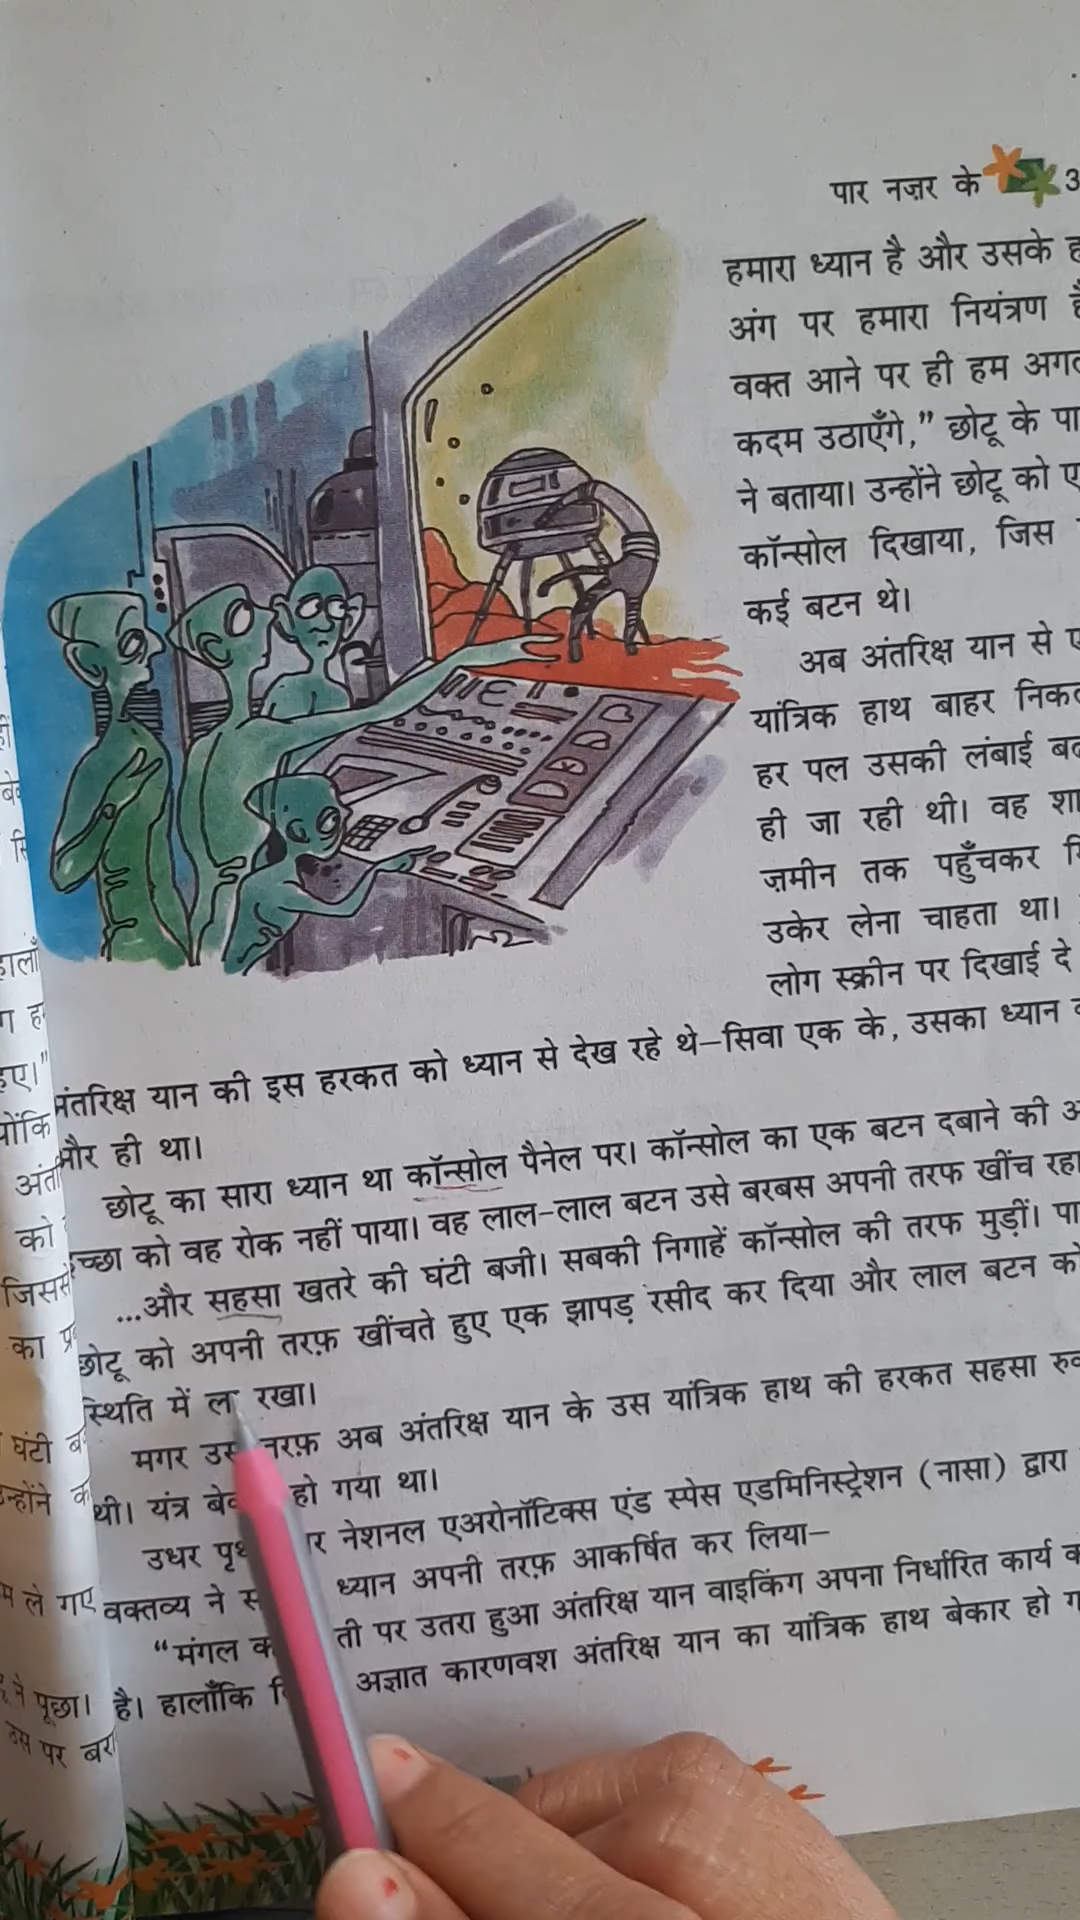 पार नज़र के
हमारा ध्यान है और उसके
अंग पर हमारा नियंत्रण
वक्त आने पर ही हम
कदम उठाएँगे,” छोटू के
ने बताया। उन्होंने छोटू को
कॉन्सोल दिखाया, जिस
कई बटन थे।
अब अंतरिक्ष यान से
यांत्रिक हाथ बाहर
हर पल उसकी लंबाई
ही जा रही थी। वह
ज़मीन तक पहुँचकर
उकेर लेना चाहता था।
लोग स्क्रीन पर दिखाई दे
अंतरिक्ष यान की इस हरकत को ध्यान से देख रहे थे–सिवा एक के, उसका ध्यान
और ही था।
छोटू का सारा ध्यान था कॉन्सोल पैनेल पर। कॉन्सोल का एक बटन दबाने की
इच्छा को वह रोक नहीं पाया। वह लाल-लाल बटन उसे बरबस अपनी तरफ खींच रहा
...और सहसा खतरे की घंटी बजी। सबकी निगाहें कॉन्सोल की तरफ मुड़ीं।
छोटू को अपनी तरफ़ खींचते हुए एक झापड़ रसीद कर दिया और लाल बटन को
स्थिति में ला रखा।
मगर उस तरफ़ अब अंतरिक्ष यान के उस यांत्रिक हाथ की हरकत सहसा
थी। यंत्र हो गया था।
उधर नेशनल एअरोनॉटिक्स एंड स्पेस एडमिनिस्ट्रेशन (नासा) द्वारा
वक्तव्य ने ध्यान अपनी तरफ़ आकर्षित कर लिया–
“मंगल पर उतरा हुआ अंतरिक्ष यान वाइकिंग अपना निर्धारित कार्य
है। हालाँकि अज्ञात कारणवश अंतरिक्ष यान का यांत्रिक हाथ बेकार हो